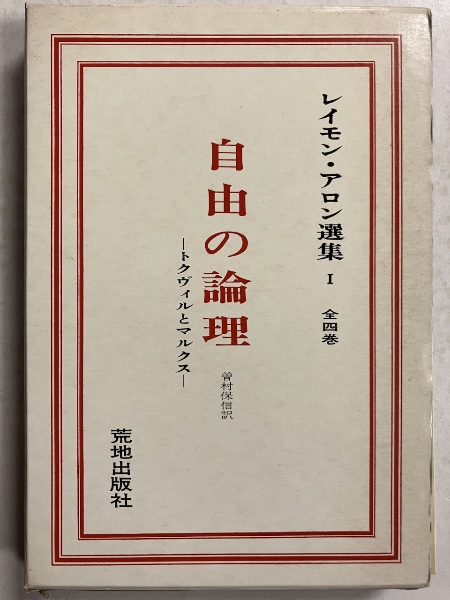 レイモン・アロン選集 Ⅰ 全四巻
自由の論理
―トクヴィルとマルクス―
曽村保信訳
荒地出版社